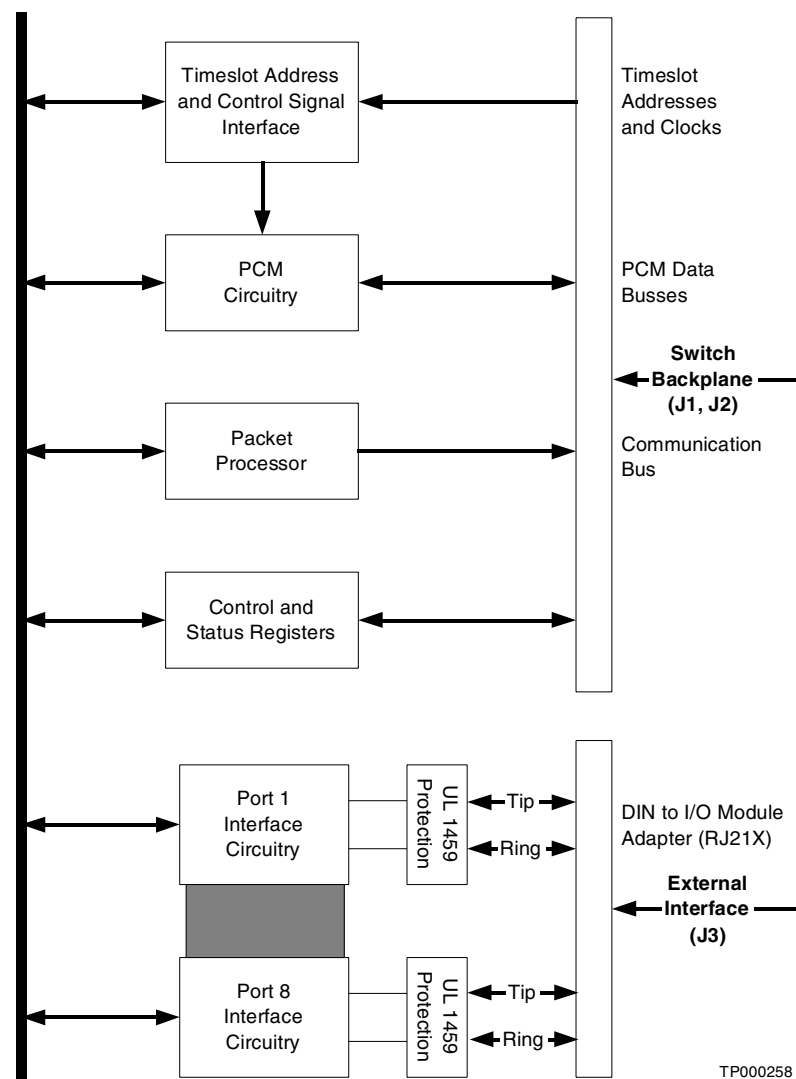 Timeslot Address
and Control Signal
Interface
Timeslot
Addresses
and Clocks
PCM
Circuitry
PCM Data
Busses
Switch
Backplane
(J1, J2)
Packet
Processor
Communication
Bus
Control and
Status Registers
Port 1
Interface
Circuitry
UL 1459
Protection
Tip
Ring
DIN to I/O Module
Adapter (RJ21X)
External
Interface
(J3)
Port 8
Interface
Circuitry
UL 1459
Protection
Tip
Ring
TP000258